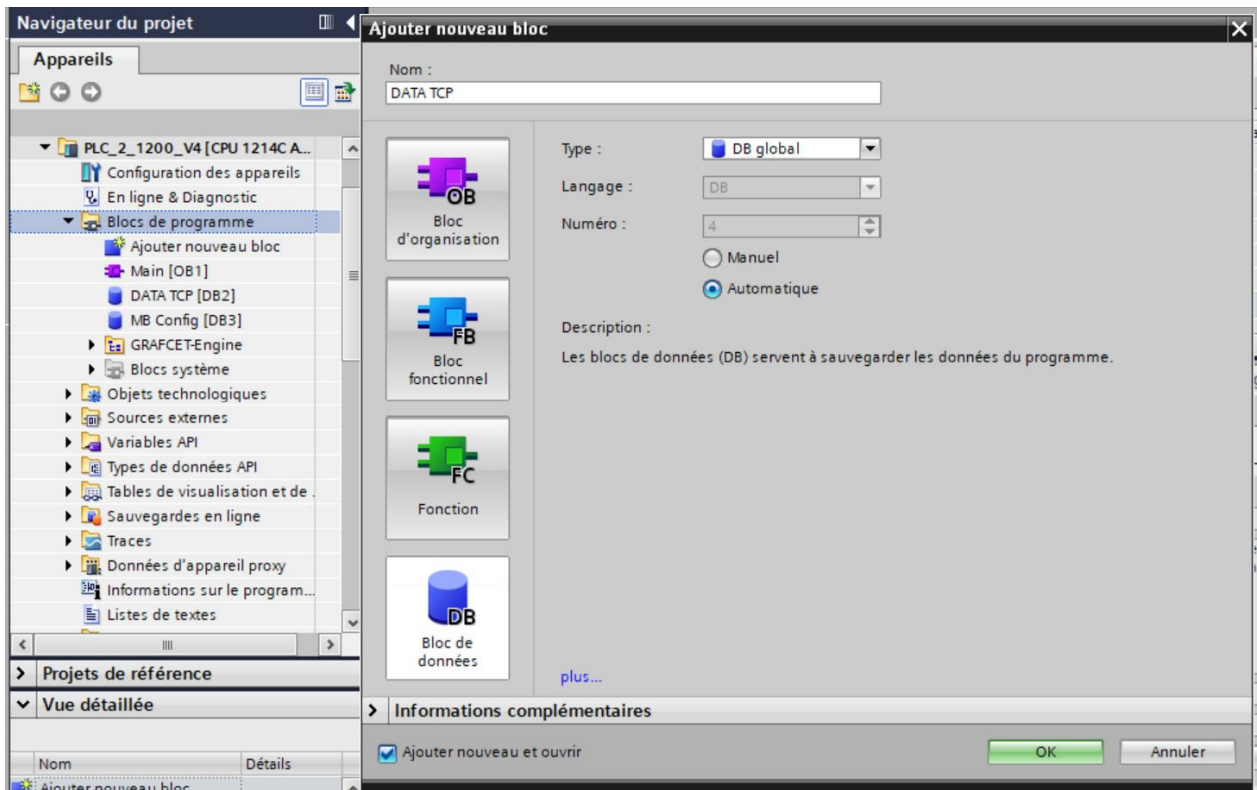 Navigateur du projet
Appareils
PLC_2_1200_V4 [CPU 1214C A...
Configuration des appareils
En ligne & Diagnostic
Blocs de programme
Ajouter nouveau bloc
Main [OB1]
DATA TCP [DB2]
MB Config [DB3]
GRAFCET-Engine
Blocs système
Objets technologiques
Sources externes
Variables API
Types de données API
Tables de visualisation et de .
Sauvegardes en ligne
Traces
Données d'appareil proxy
Informations sur le program...
Listes de textes
Projets de référence
Vue détaillée
Nom
Détails
Ajouter nouveau bloc
Ajouter nouveau bloc
Nom :
DATA TCP
OB
Bloc
d'organisation
FB
Bloc
fonctionnel
FC
Fonction
DB
Bloc de
données
Type :
DB global
Langage :
DB
Numéro :
4
Manuel
Automatique
Description :
Les blocs de données (DB) servent à sauvegarder les données du programme.
plus...
Informations complémentaires
Ajouter nouveau et ouvrir
OK
Annuler